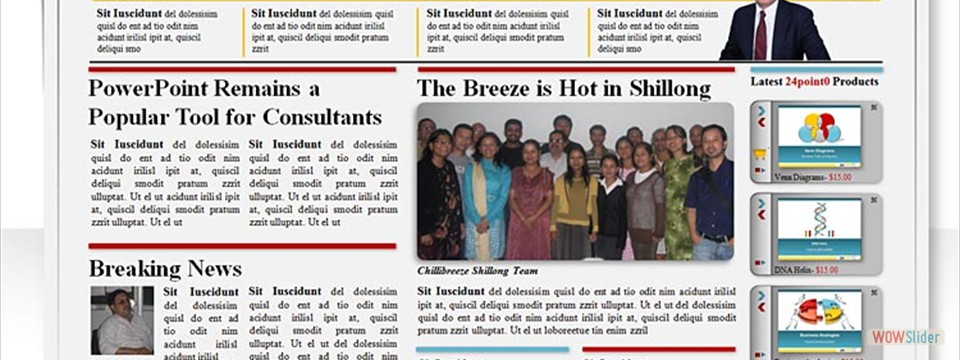 Sit Iuscidunt del dolessisim
quisl do ent ad tio odit nim
acidunt irilisl ipit at, quiscil
deliqui smo
Sit Iuscidunt del dolessisim quisl
do ent ad tio odit nim acidunt irilisl
ipit at, quiscil deliqui smodit pratum
zzrit
Sit Iuscidunt del dolessisim quisl
do ent ad tio odit nim acidunt irilisl
ipit at, quiscil deliqui smodit pratum
zzrit
Sit Iuscidunt del dolessisim
quisl do ent ad tio odit nim
acidunt irilisl ipit at, quiscil
deliqui smo
PowerPoint Remains a
Popular Tool for Consultants
Sit Iuscidunt del dolessisim
quisl do ent ad tio odit nim
acidunt irilisl ipit at, quiscil
deliqui smodit pratum zzrit
ulluptat. Ut el ut acidunt irilisl ipit
at, quiscil deliqui smodit pratum
zzrit ulluptat. Ut el ut
Sit Iuscidunt del dolessisim
quisl do ent ad tio odit nim
acidunt irilisl ipit at, quiscil
deliqui smodit pratum zzrit
ulluptat. Ut el ut acidunt irilisl ipit
at, quiscil deliqui smodit pratum
zzrit ulluptat. Ut el ut
Breaking News
Sit Iuscidunt
del dolessisim
quisl do ent ad
tio odit nim
acidunt irilisl
Sit Iuscidunt del dolessisim
quisl do ent ad tio odit nim
acidunt irilisl ipit at, quiscil
deliqui smodit pratum zzrit
ulluptat. Ut el ut acidunt irilisl ipit
at, quiscil deliqui smodit pratum
The Breeze is Hot in Shillong
Chillibreeze Shillong Team
Sit Iuscidunt del dolessisim quisl do ent ad tio odit nim acidunt irilisl
ipit at, quiscil deliqui smodit pratum zzrit ulluptat. Ut el ut del dolessisim
quisl do ent ad tio odit nim acidunt irilisl ipit at, quiscil deliqui smodit
pratum zzrit ulluptat. Ut el ut loboreetue tin enim zzril
Latest 24point0 Products
Venn Diagrams
Venn Diagrams- $15.00
DNA Helix- $15.00
Business Analogies
WOWSlider